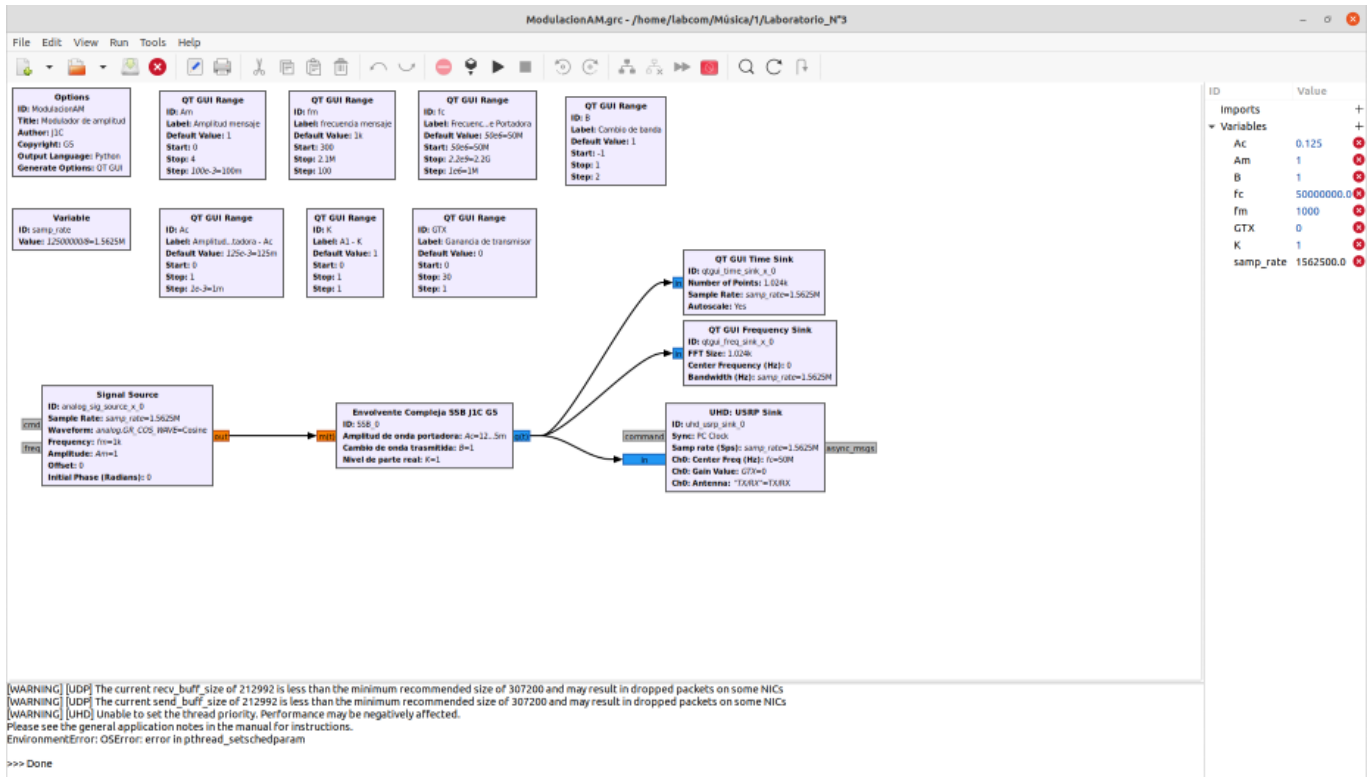 ModulacionAM.grc - /home/labcom/Música/1/Laboratorio_N°3
File Edit View Run Tools Help
Options
ID: ModulacionAM
Title: Modulador de amplitud
Author: J1C
Copyright: G5
Output Language: Python
Generate Options: QT GUI
QT GUI Range
ID: Am
Label: Amplitud mensaje
Default Value: 1
Start: 0
Stop: 4
Step: 100e-3=100m
QT GUI Range
ID: fm
Label: frecuencia mensaje
Default Value: 1k
Start: 300
Stop: 2.1M
Step: 100
QT GUI Range
ID: fc
Label: Frecuenc...e Portadora
Default Value: 50e6=50M
Start: 50e6=50M
Stop: 2.2e9=2.2G
Step: 1e6=1M
QT GUI Range
ID: B
Label: Cambio de banda
Default Value: 1
Start: -1
Stop: 1
Step: 2
Variable
ID: samp_rate
Value: 12500000/8=1.5625M
QT GUI Range
ID: Ac
Label: Amplitud...tadora - Ac
Default Value: 125e-3=125m
Start: 0
Stop: 1
Step: 1e-3=1m
QT GUI Range
ID: K
Label: A1 - K
Default Value: 1
Start: 0
Stop: 1
Step: 1
QT GUI Range
ID: GTX
Label: Ganancia de transmisor
Default Value: 0
Start: 0
Stop: 30
Step: 1
QT GUI Time Sink
ID: qtgui_time_sink_x_0
Number of Points: 1.024k
Sample Rate: samp_rate=1.5625M
Autoscale: Yes
in
QT GUI Frequency Sink
ID: qtgui_freq_sink_x_0
FFT Size: 1.024k
Center Frequency (Hz): 0
Bandwidth (Hz): samp_rate=1.5625M
in
Signal Source
ID: analog_sig_source_x_0
Sample Rate: samp_rate=1.5625M
Waveform: analog.GR_COS_WAVE=Cosine
Frequency: fm=1k
Amplitude: Am=1
Offset: 0
Initial Phase (Radians): 0
cmd
freq
out
Envolvente Compleja SSB J1C G5
ID: SSB_0
Amplitud de onda portadora: Ac=12...5m
Cambio de onda trasmitida: B=1
Nivel de parte real: K=1
m(t)
g(t)
UHD: USRP Sink
ID: uhd_usrp_sink_0
Sync: PC Clock
Samp rate (Sps): samp_rate=1.5625M
Ch0: Center Freq (Hz): fc=50M
Ch0: Gain Value: GTX=0
Ch0: Antenna: "TX/RX"=TX/RX
command
in
async_msgs
ID Value
Imports
Variables
Ac 0.125
Am 1
B 1
fc 50000000.0
fm 1000
GTX 0
K 1
samp_rate 1562500.0
[WARNING] [UDP] The current recv_buff_size of 212992 is less than the minimum recommended size of 307200 and may result in dropped packets on some NICs
[WARNING] [UDP] The current send_buff_size of 212992 is less than the minimum recommended size of 307200 and may result in dropped packets on some NICs
[WARNING] [UHD] Unable to set the thread priority. Performance may be negatively affected.
Please see the general application notes in the manual for instructions.
EnvironmentError: OSError: error in pthread_setschedparam
>>> Done